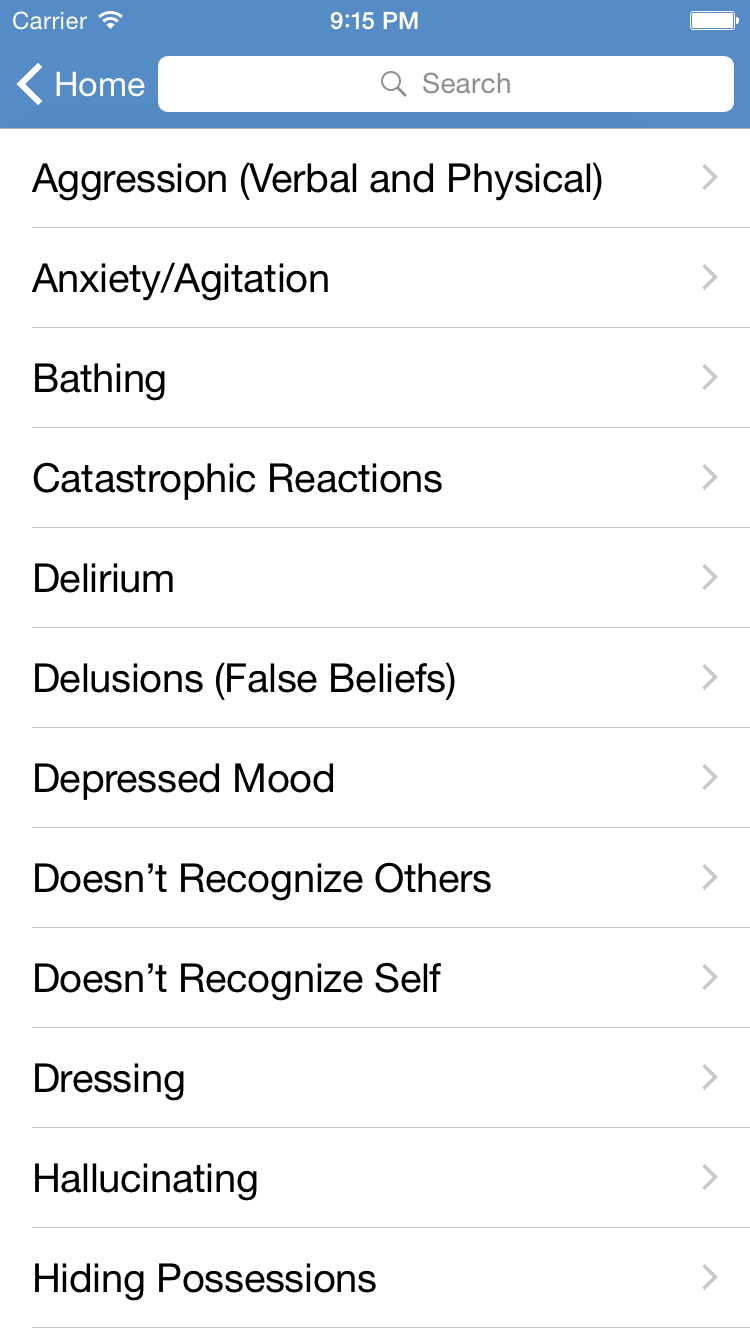 Carrier 9:15 PM
Home Search
Aggression (Verbal and Physical)
Anxiety/Agitation
Bathing
Catastrophic Reactions
Delirium
Delusions (False Beliefs)
Depressed Mood
Doesn’t Recognize Others
Doesn’t Recognize Self
Dressing
Hallucinating
Hiding Possessions